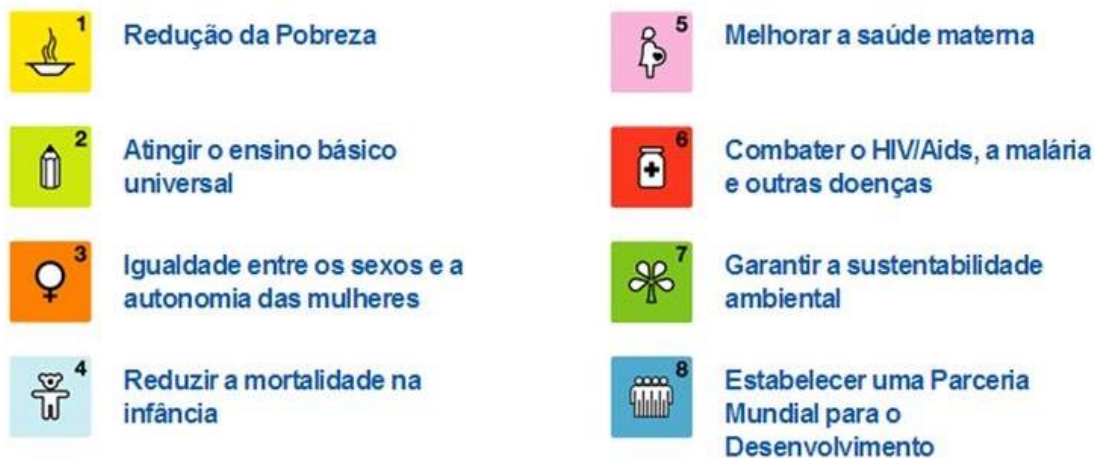 1
Redução da Pobreza
2
Atingir o ensino básico
universal
3
Igualdade entre os sexos e a
autonomia das mulheres
4
Reduzir a mortalidade na
infância
5
Melhorar a saúde materna
6
Combater o HIV/Aids, a malária
e outras doenças
7
Garantir a sustentabilidade
ambiental
8
Estabelecer uma Parceria
Mundial para o
Desenvolvimento